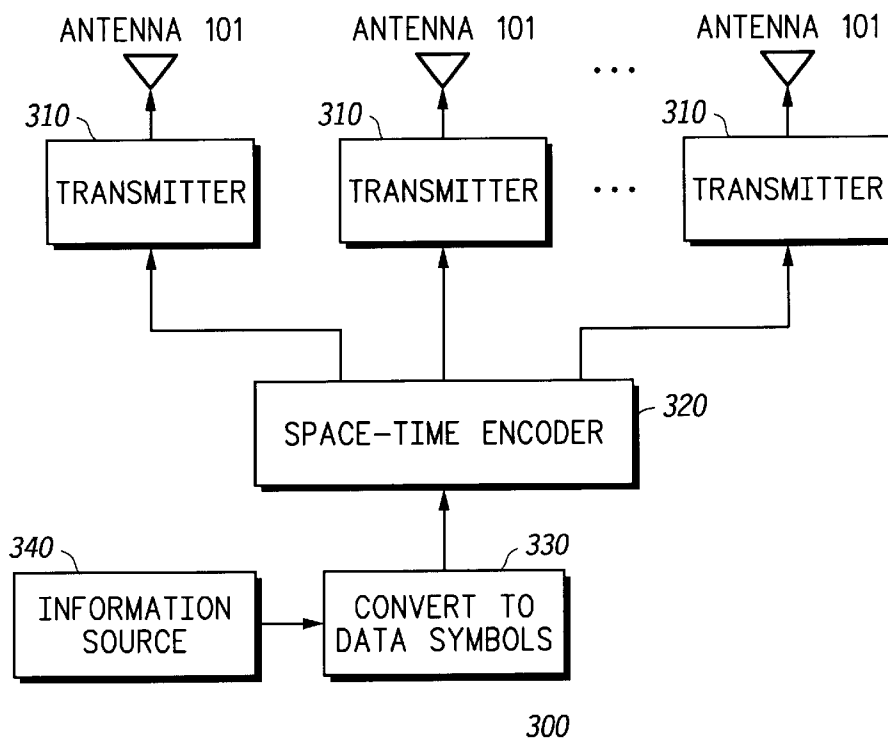 ANTENNA 101 ANTENNA 101 ANTENNA 101
...
310 310 310
TRANSMITTER TRANSMITTER ... TRANSMITTER
SPACE-TIME ENCODER
320
340 330
INFORMATION
SOURCE
CONVERT TO
DATA SYMBOLS
300